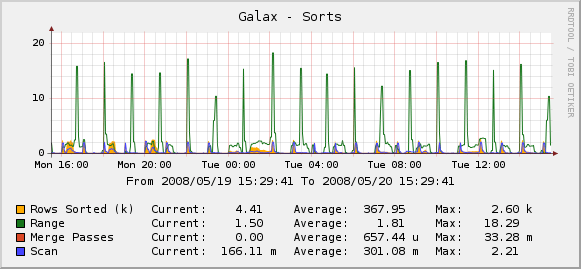 Galax - Sorts
RRDTOOL / TOBI OETIKER
20
10
0
Mon 16:00 Mon 20:00 Tue 00:00 Tue 04:00 Tue 08:00 Tue 12:00
From 2008/05/19 15:29:41 To 2008/05/20 15:29:41
Rows Sorted (k) Current: 4.41 Average: 367.95 Max: 2.60 k
Range Current: 1.50 Average: 1.81 Max: 18.29
Merge Passes Current: 0.00 Average: 657.44 u Max: 33.28 m
Scan Current: 166.11 m Average: 301.08 m Max: 2.21